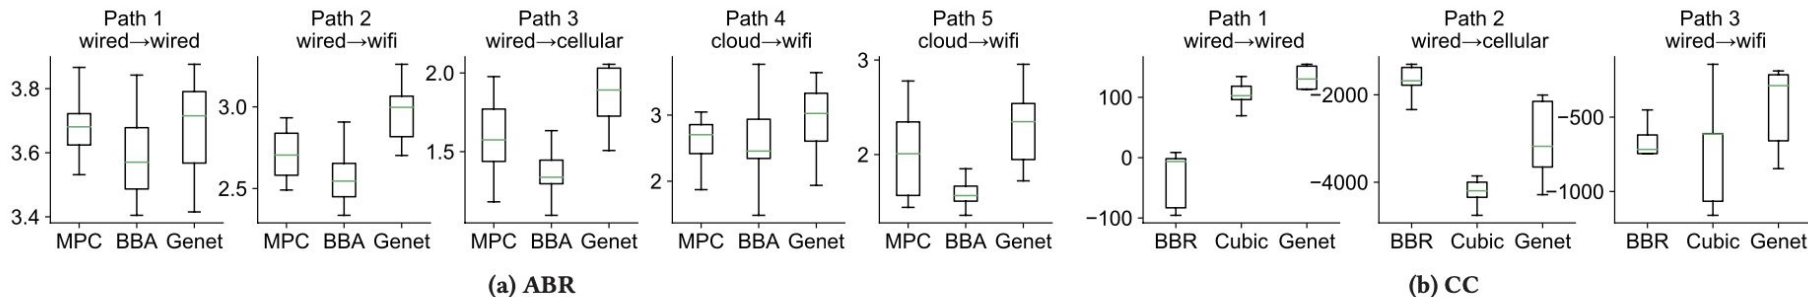 Path 1
wired→wired
3.8
3.6
3.4
MPC BBA Genet
Path 2
wired→wifi
3.0
2.5
MPC BBA Genet
Path 3
wired→cellular
2.0
1.5
MPC BBA Genet
Path 4
cloud→wifi
3
2
MPC BBA Genet
Path 5
cloud→wifi
3
2
MPC BBA Genet
(a) ABR
Path 1
wired→wired
100
0
−100
BBR Cubic Genet
Path 2
wired→cellular
−2000
−4000
BBR Cubic Genet
Path 3
wired→wifi
−500
−1000
BBR Cubic Genet
(b) CC